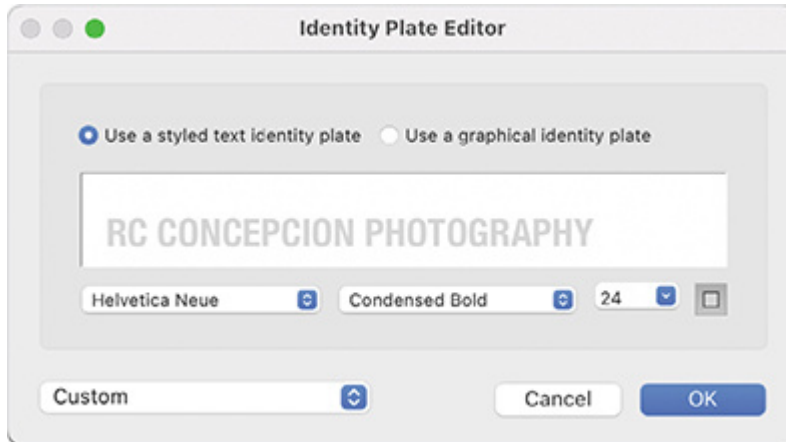 Identity Plate Editor
Use a styled text identity plate Use a graphical identity plate
RC CONCEPCION PHOTOGRAPHY
Helvetica Neue Condensed Bold 24
Custom Cancel OK